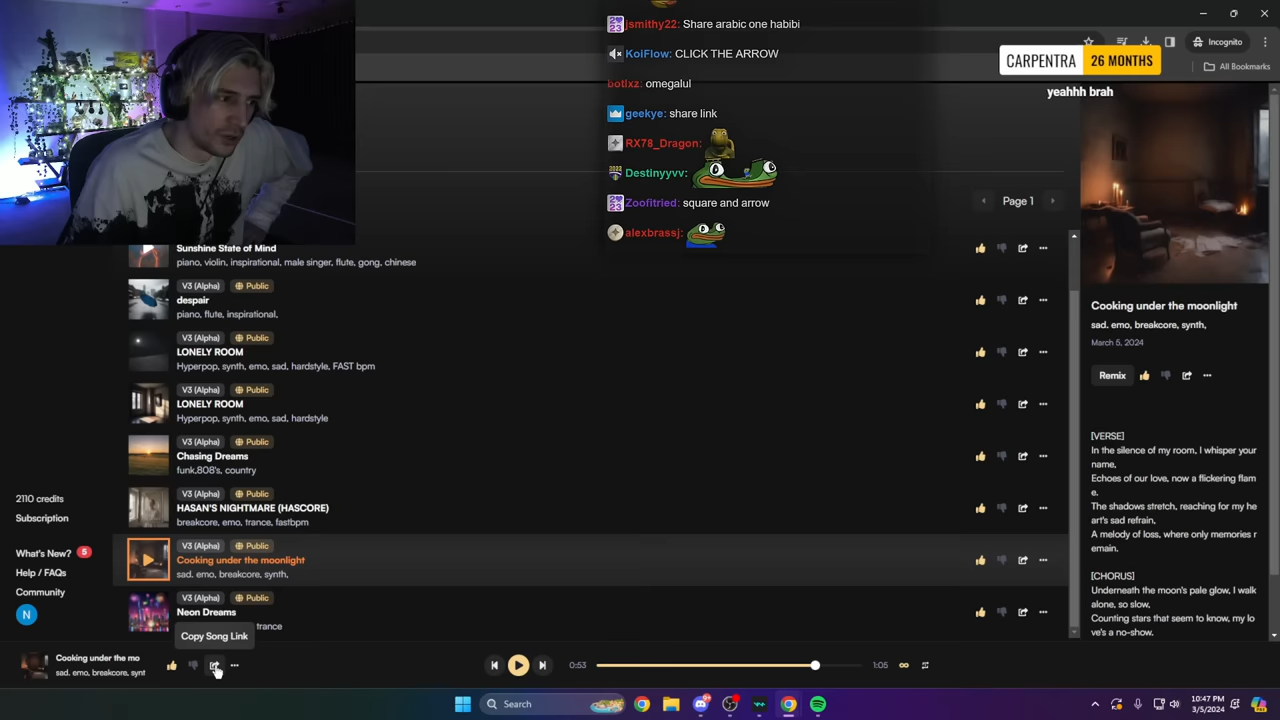 jsmithy22: Share arabic one habibi
KoiFlow: CLICK THE ARROW
botlxz: omegalul
geekye: share link
RX78_Dragon:
Destinyyvv:
Zoofitried: square and arrow
alexbrassj:
Incognito
All Bookmarks
CARPENTRA 26 MONTHS
yeahhh brah
Page 1
Sunshine State of Mind
piano, violin, inspirational, male singer, flute, gong, chinese
V3 (Alpha) Public
despair
piano, flute, inspirational,
V3 (Alpha) Public
LONELY ROOM
Hyperpop, synth, emo, sad, hardstyle, FAST bpm
V3 (Alpha) Public
LONELY ROOM
Hyperpop, synth, emo, sad, hardstyle
V3 (Alpha) Public
Chasing Dreams
funk,808's, country
V3 (Alpha) Public
HASAN'S NIGHTMARE (HASCORE)
breakcore, emo, trance, fastbpm
V3 (Alpha) Public
Cooking under the moonlight
sad. emo, breakcore, synth,
V3 (Alpha) Public
Neon Dreams
trance
Copy Song Link
2110 credits
Subscription
What's New? 5
Help / FAQs
Community
N
Cooking under the moonlight
sad. emo, breakcore, synth,
March 5, 2024
Remix
[VERSE]
In the silence of my room, I whisper your
name,
Echoes of our love, now a flickering flam
e.
The shadows stretch, reaching for my he
art's sad refrain,
A melody of loss, where only memories r
emain.
[CHORUS]
Underneath the moon's pale glow, I walk
alone, so slow,
Counting stars that seem to know, my lo
ve's a no-show.
Cooking under the mo
sad. emo, breakcore, synt
0:53
1:05
Search
10:47 PM
3/5/2024